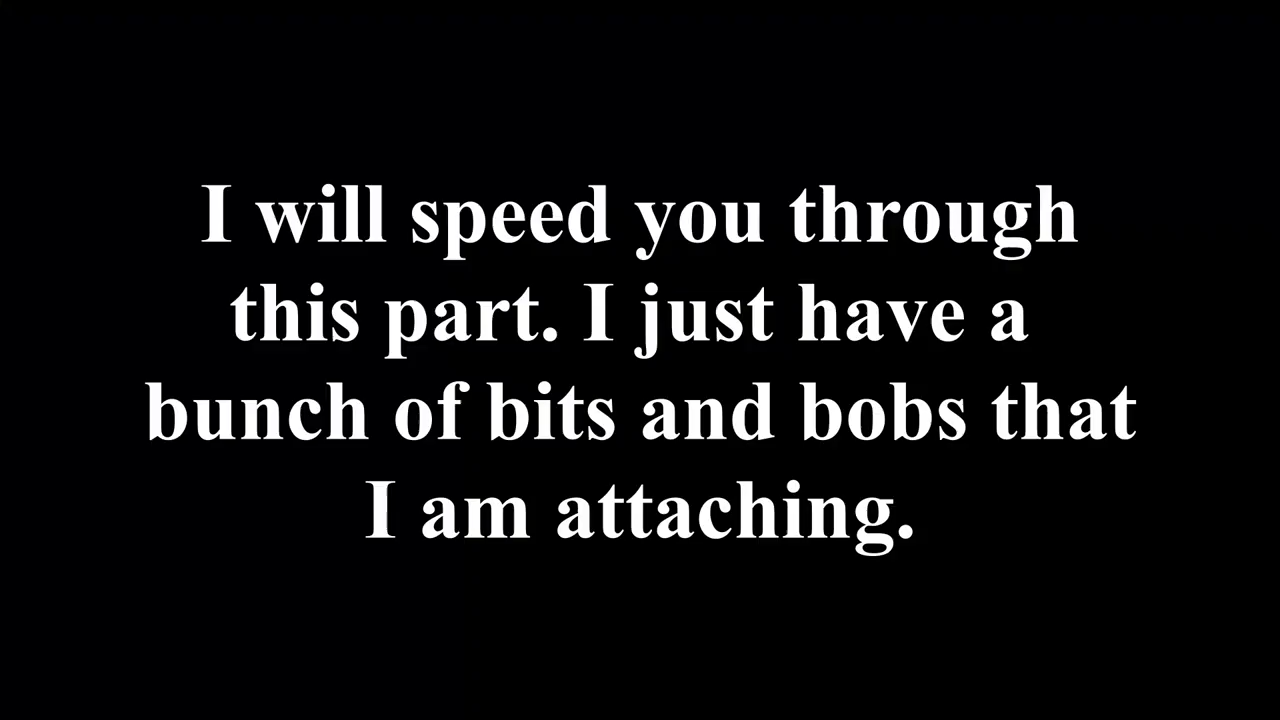 I will speed you through
this part. I just have a
bunch of bits and bobs that
I am attaching.